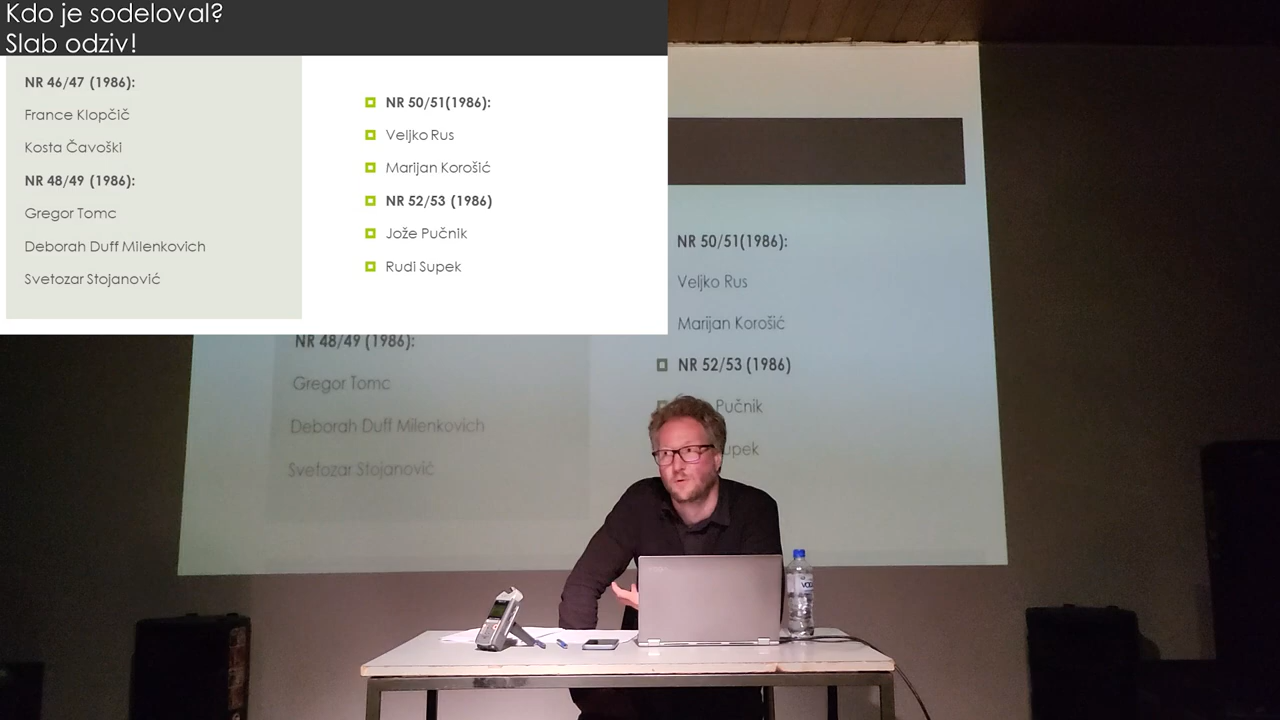 Kdo je sodeloval?
Slab odziv!
NR 46/47 (1986):
France Klopčič
Kosta Čavoški
NR 48/49 (1986):
Gregor Tomc
Deborah Duff Milenkovich
Svetozar Stojanović
NR 50/51(1986):
Veljko Rus
Marijan Korošić
NR 52/53 (1986)
Jože Pučnik
Rudi Supek
NR 48/49 (1986):
Gregor Tomc
Deborah Duff Milenkovich
Svetozar Stojanović
NR 50/51(1986):
Veljko Rus
Marijan Korošić
NR 52/53 (1986)
Pučnik
upek